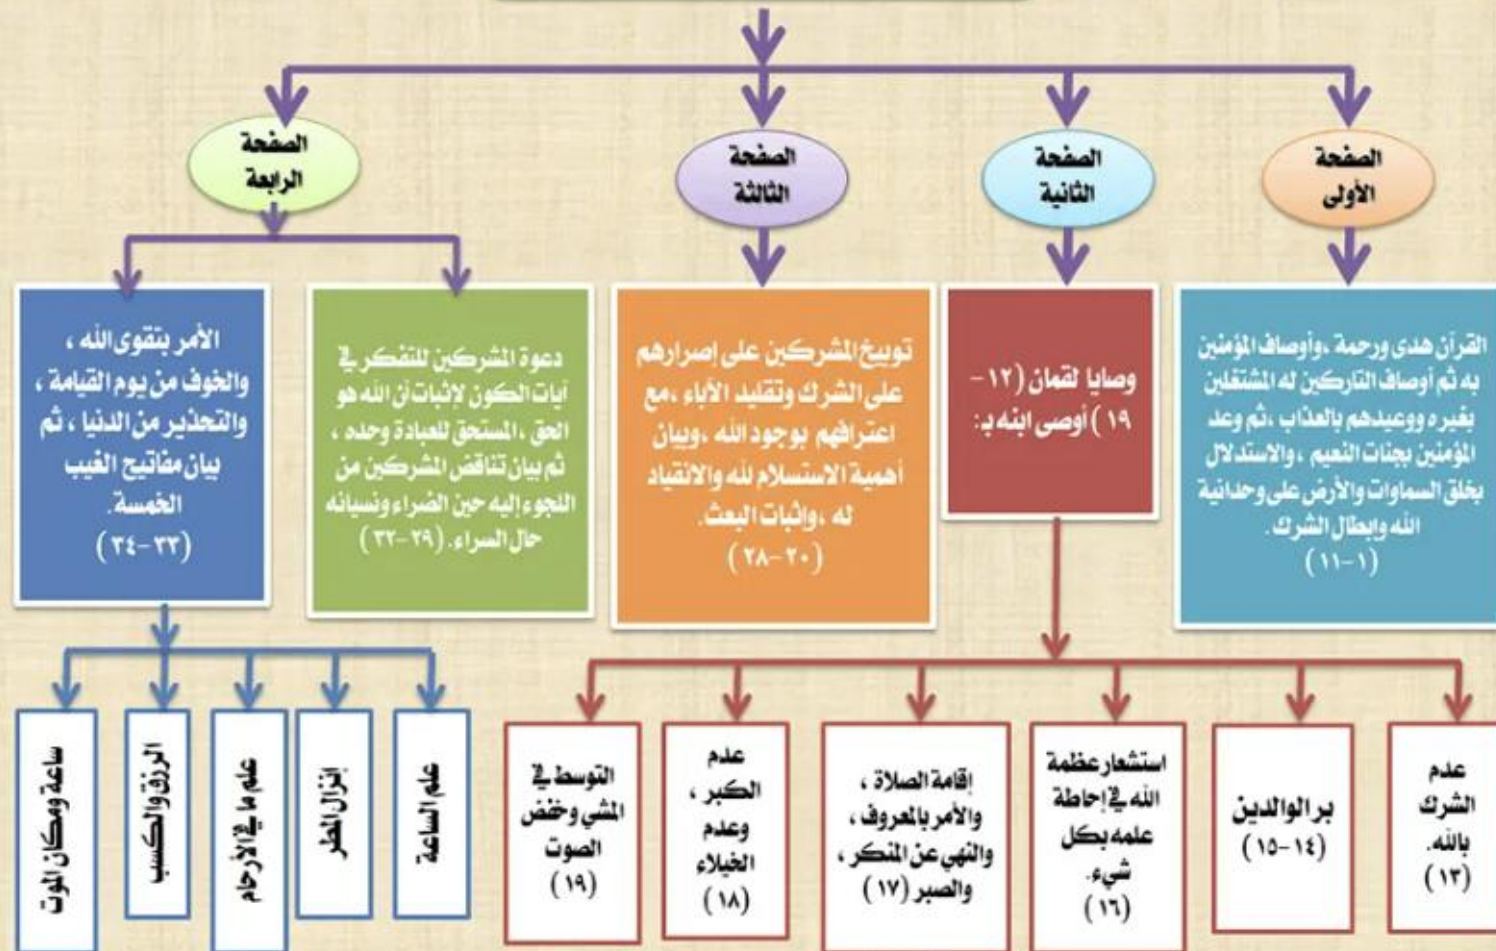 الصفحة
الأولى
الصفحة
الثانية
الصفحة
الثالثة
الصفحة
الرابعة
القرآن هدى ورحمة ،وأوصاف المؤمنين
به ثم أوصاف التاركين له المشتغلين
بغيره ووعيدهم بالعذاب ،ثم وعد
المؤمنين بجنات النعيم ، والاستدلال
بخلق السماوات والأرض على وحدانية
الله وإبطال الشرك .
(١-١١)
وصايا لقمان (١٢-
١٩) أوصى ابنه بـ:
توبيخ المشركين على إصرارهم
على الشرك وتقليد الآباء ،مع
اعترافهم بوجود الله ،وبيان
أهمية الاستسلام لله والانقياد
له ،واثبات البعث.
(٢٠-٢٨)
دعوة المشركين للتفكر في
آيات الكون لإثبات أن الله هو
الحق ،المستحق للعبادة وحده ،
ثم بيان تناقض المشركين من
اللجوء إليه حين الضراء ونسيانه
حال السراء. (٢٩-٣٢)
الأمر بتقوى الله ،
والخوف من يوم القيامة ،
والتحذير من الدنيا ، ثم
بيان مفاتيح الغيب
الخمسة.
(٣٣-٣٤)
عدم
الشرك
بالله.
(١٣)
بر الوالدين
(١٤-١٥)
استشعار عظمة
الله في إحاطة
علمه بكل
شيء.
(١٦)
إقامة الصلاة ،
والأمر بالمعروف ،
والنهي عن المنكر ،
والصبر (١٧)
عدم
الكبر ،
وعدم
الخيلاء
(١٨)
التوسط في
المشي وخفض
الصوت
(١٩)
علم الساعة
إنزال المطر
علم ما في الأرحام
الرزق والكسب
ساعة ومكان الموت